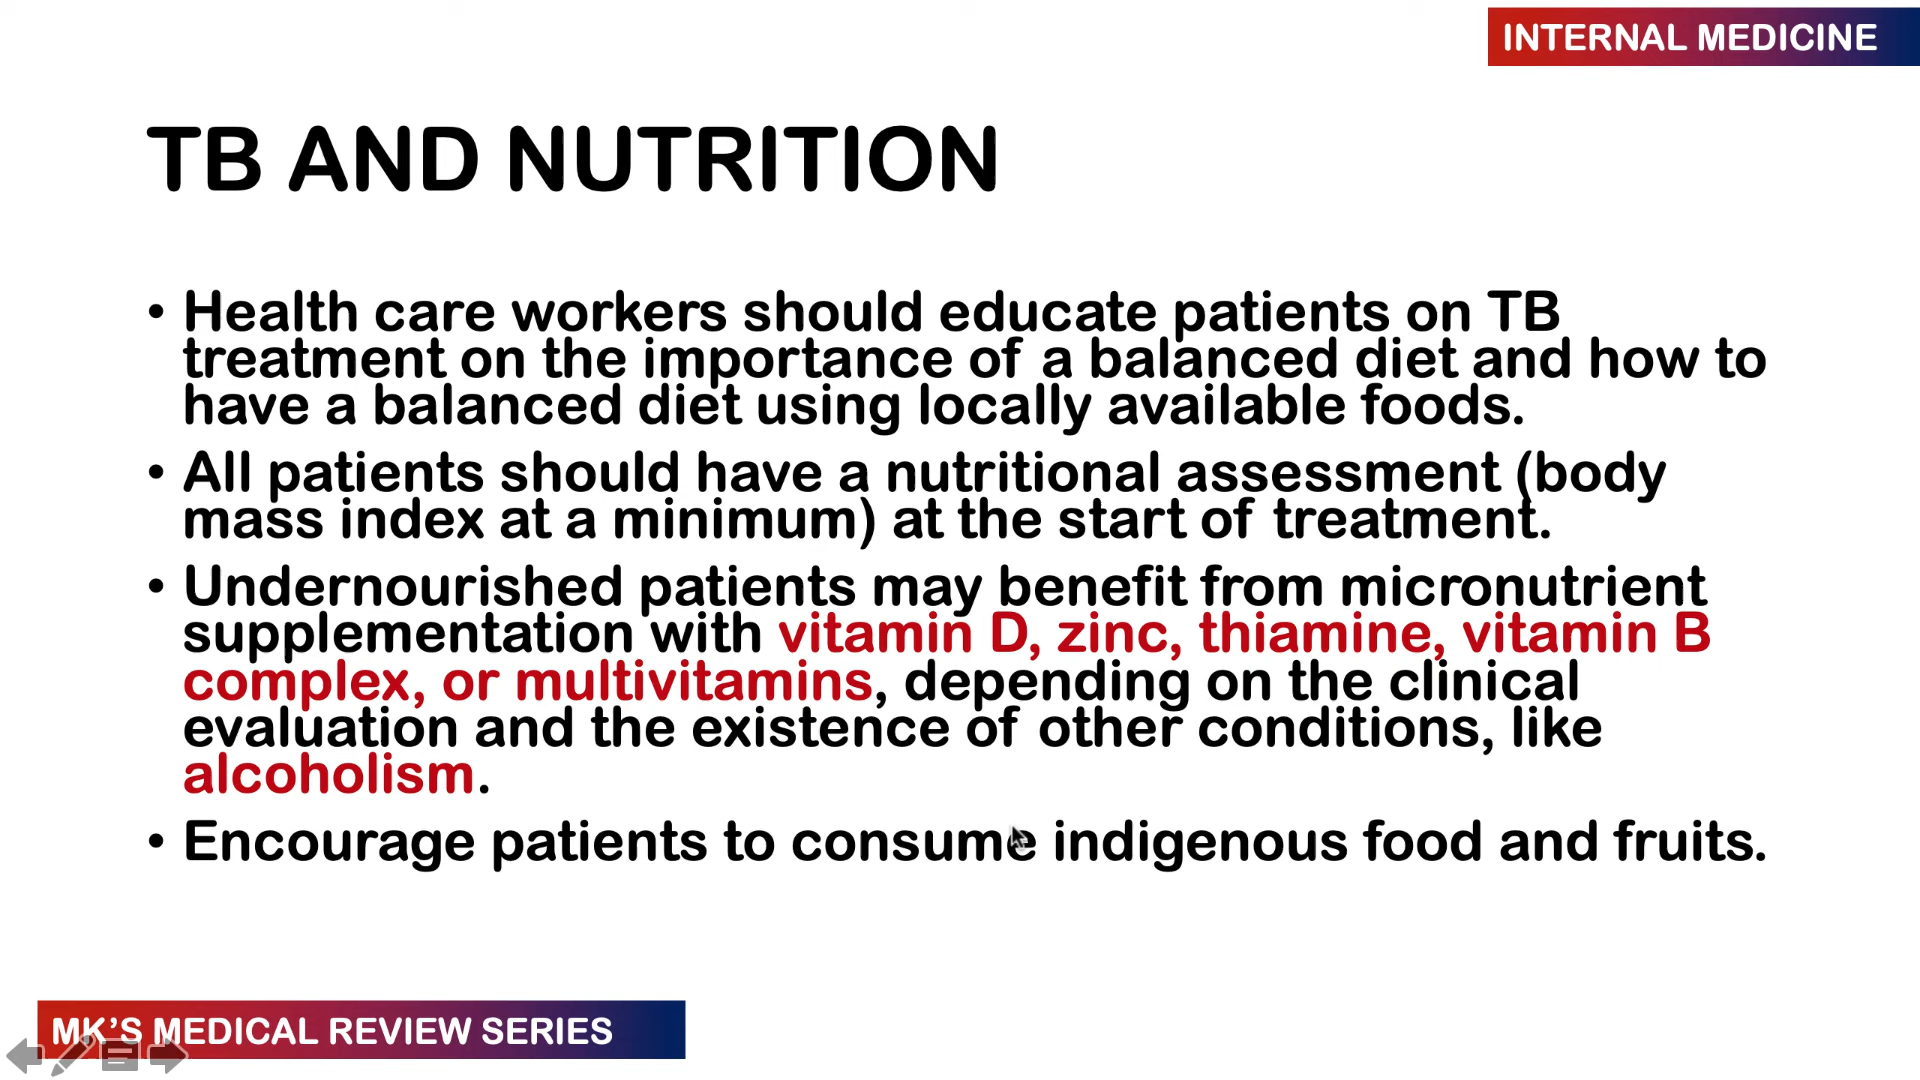 INTERNAL MEDICINE
TB AND NUTRITION
• Health care workers should educate patients on TB
treatment on the importance of a balanced diet and how to
have a balanced diet using locally available foods.
• All patients should have a nutritional assessment (body
mass index at a minimum) at the start of treatment.
• Undernourished patients may benefit from micronutrient
supplementation with vitamin D, zinc, thiamine, vitamin B
complex, or multivitamins, depending on the clinical
evaluation and the existence of other conditions, like
alcoholism.
• Encourage patients to consume indigenous food and fruits.
MK’S MEDICAL REVIEW SERIES